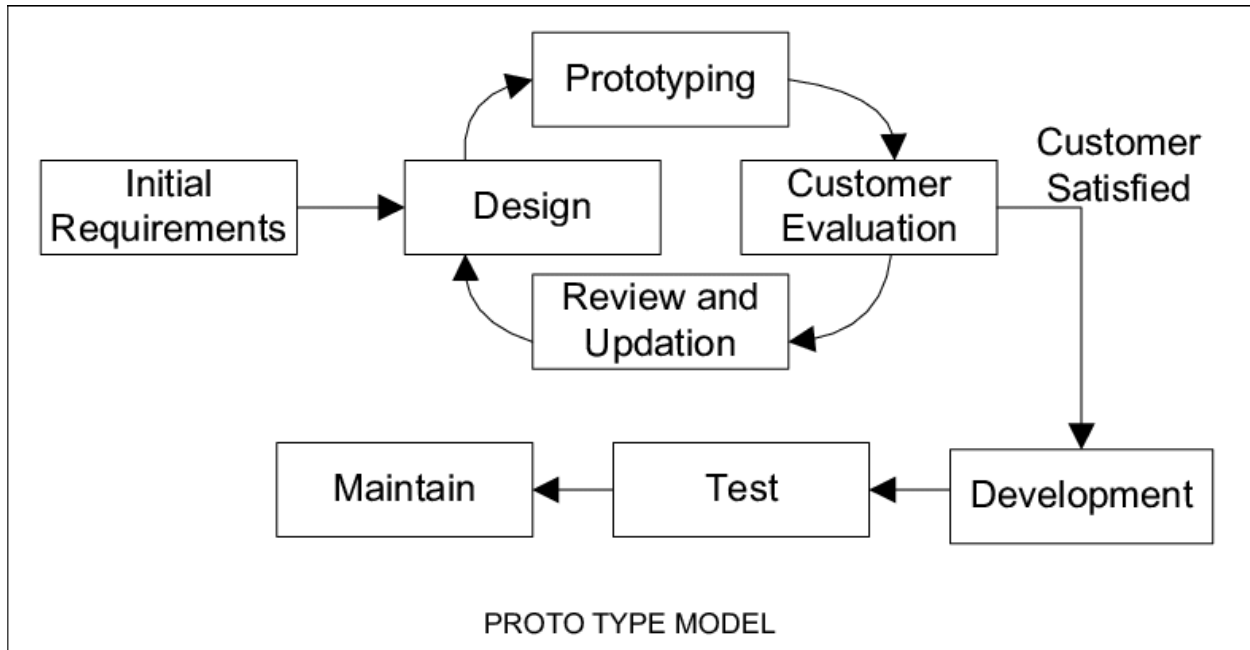 Prototyping
Customer
Satisfied
Initial
Requirements
Design
Customer
Evaluation
Review and
Updation
Maintain
Test
Development
PROTO TYPE MODEL